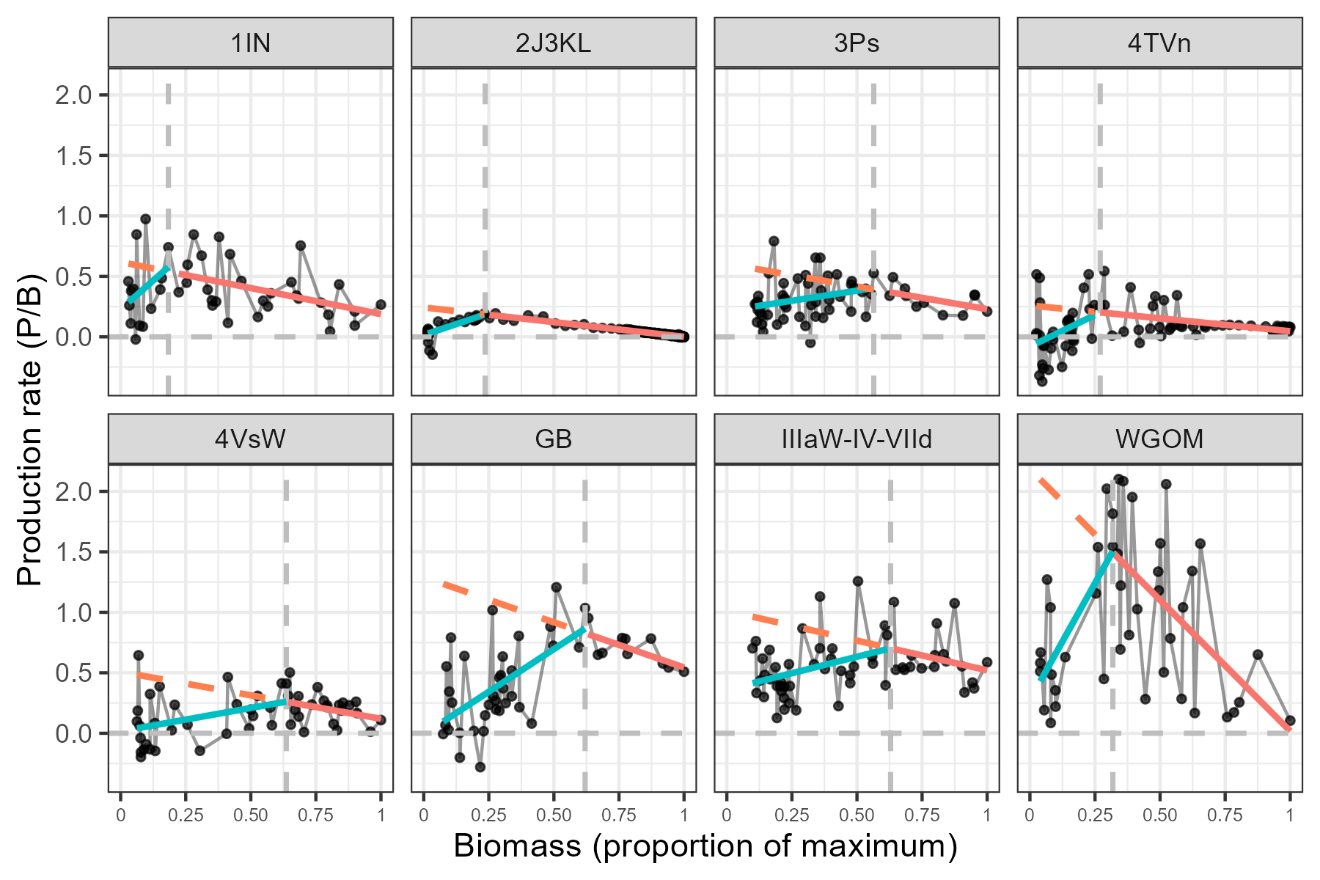 1IN 2J3KL 3Ps 4TVn
2.0
1.5
1.0
0.5
0.0
4VsW GB IIIaW-IV-VIId WGOM
2.0
1.5
1.0
0.5
0.0
0 0.25 0.50 0.75 1 0 0.25 0.50 0.75 1 0 0.25 0.50 0.75 1 0 0.25 0.50 0.75 1
Production rate (P/B)
Biomass (proportion of maximum)